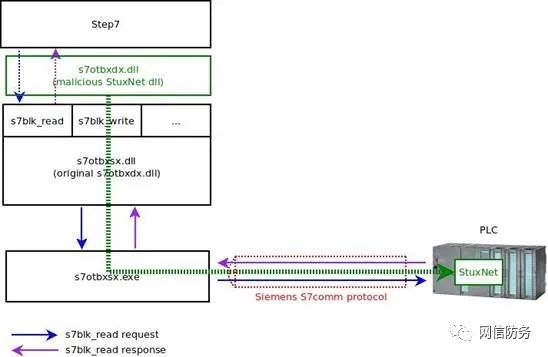 Step7
s7otbxdx.dll
(malicious StuxNet dll)
s7blk_read
s7blk_write
...
s7otbxsx.dll
(original s7otbxdx.dll)
PLC
StuxNet
s7otbxsx.exe
Siemens S7comm protocol
s7blk_read request
s7blk_read response
网信防务